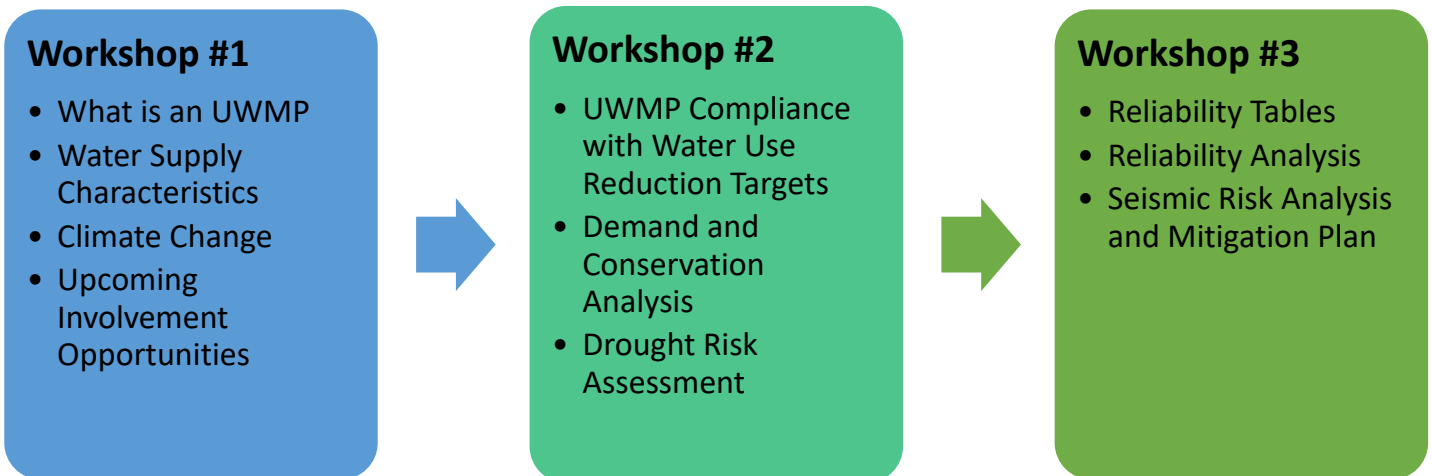 Workshop #1
• What is an UWMP
• Water Supply
Characteristics
• Climate Change
• Upcoming
Involvement
Opportunities
Workshop #2
• UWMP Compliance
with Water Use
Reduction Targets
• Demand and
Conservation
Analysis
• Drought Risk
Assessment
Workshop #3
• Reliability Tables
• Reliability Analysis
• Seismic Risk Analysis
and Mitigation Plan